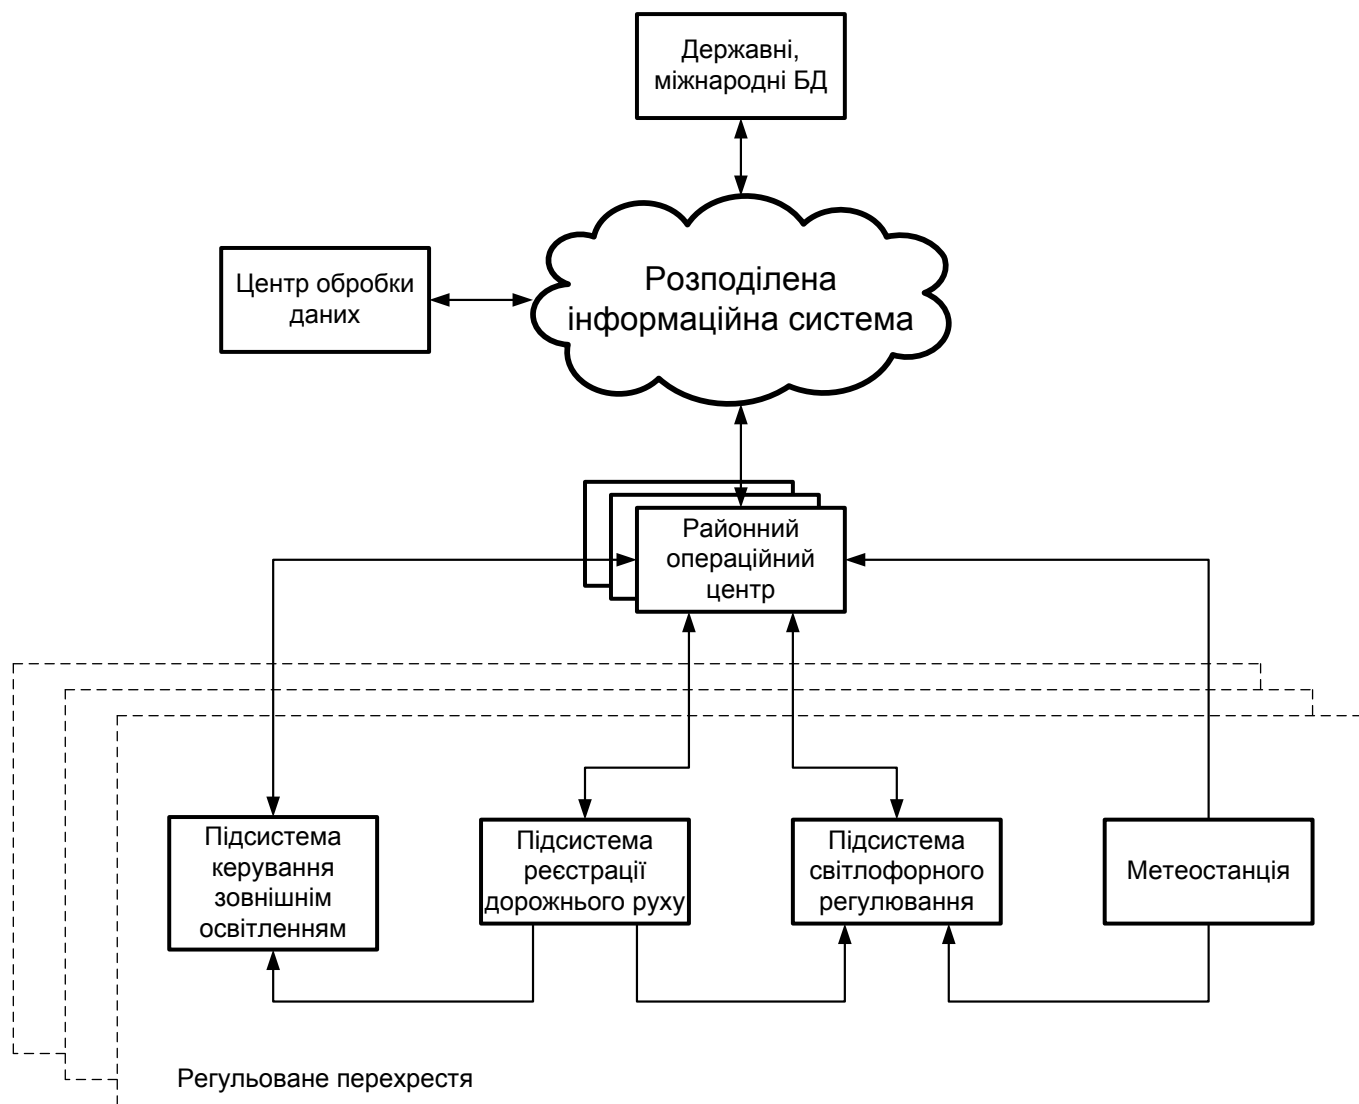 Державні,
міжнародні БД
Центр обробки
даних
Розподілена
інформаційна система
Районний
операційний
центр
Підсистема
керування
зовнішнім
освітленням
Підсистема
реєстрації
дорожнього руху
Підсистема
світлофорного
регулювання
Метеостанція
Регульоване перехрестя